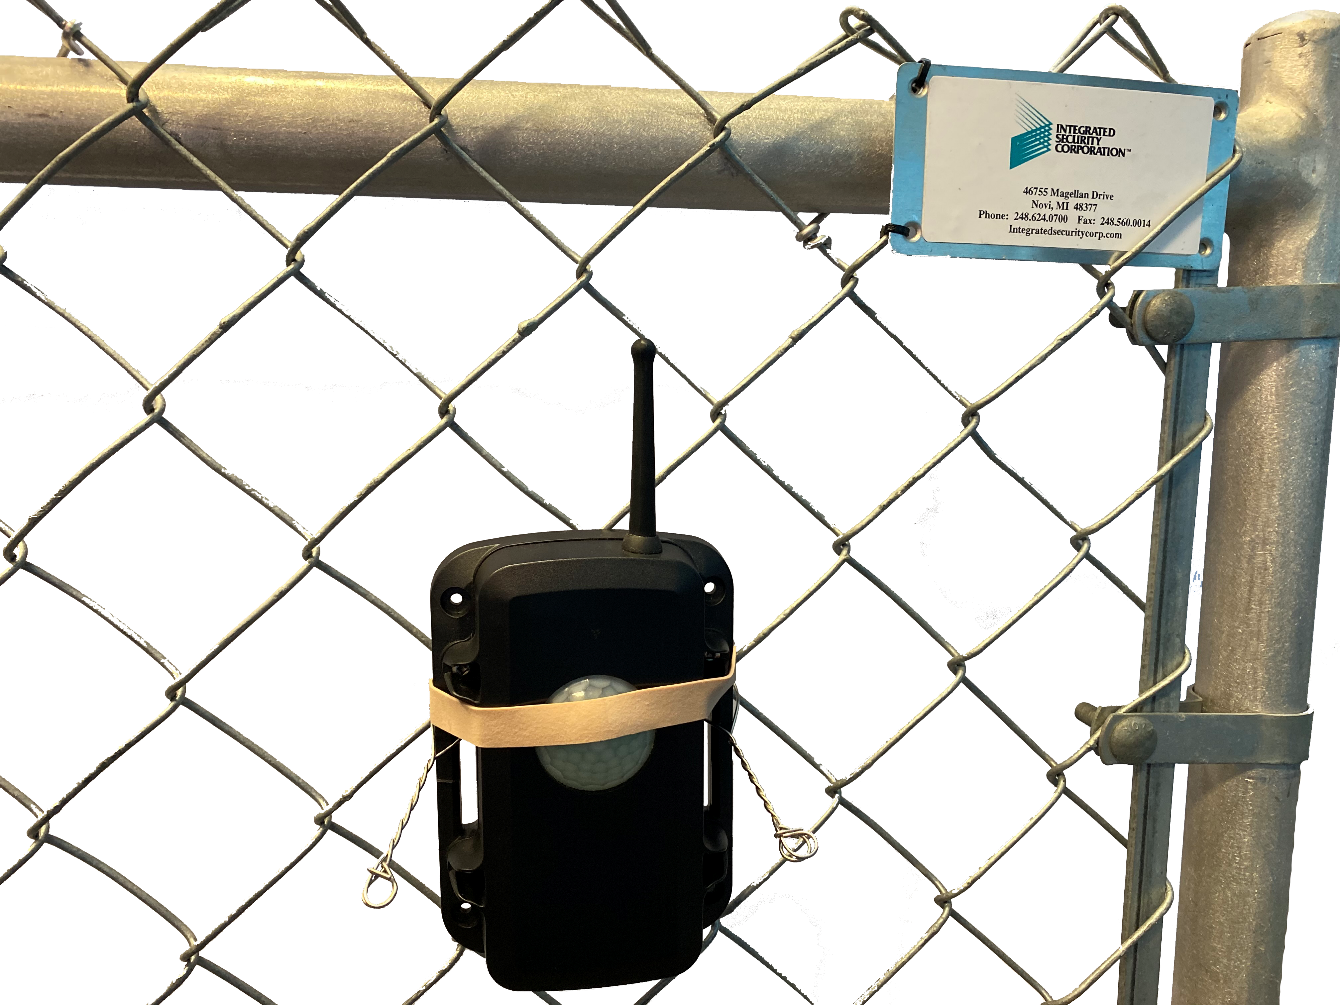 INTEGRATED
SECURITY
CORPORATION™
46755 Magellan Drive
Novi, MI 48377
Phone: 248.624.0700 Fax: 248.560.0014
Integratedsecuritycorp.com